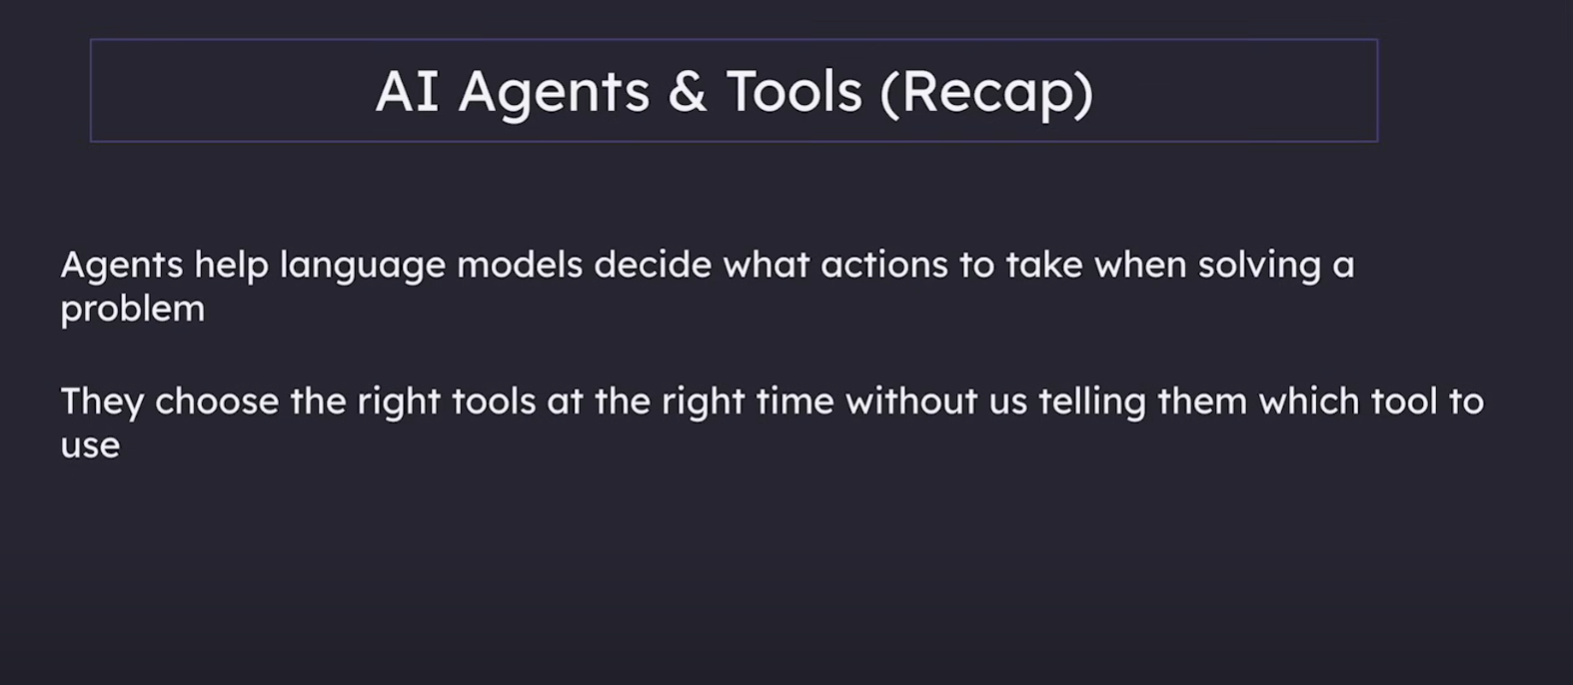 AI Agents & Tools (Recap)
Agents help language models decide what actions to take when solving a
problem
They choose the right tools at the right time without us telling them which tool to
use